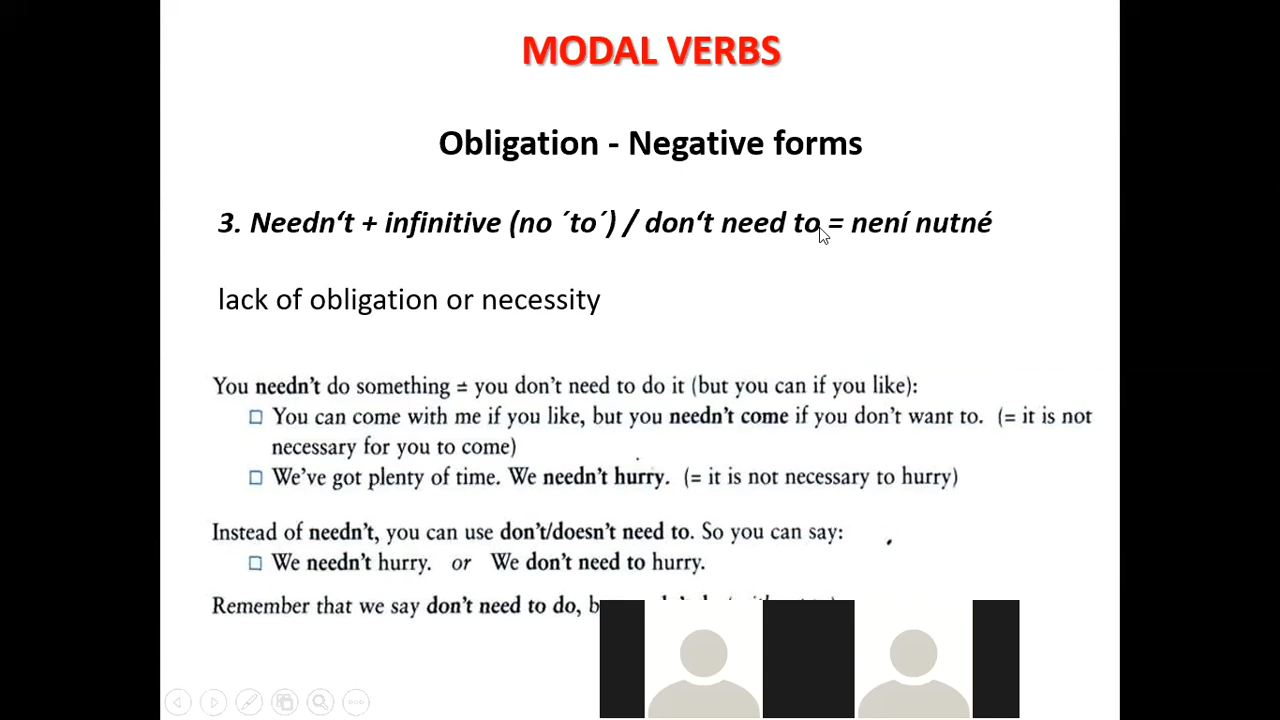 MODAL VERBS
Obligation - Negative forms
3. Needn‘t + infinitive (no ´to´) / don‘t need to = není nutné
lack of obligation or necessity
You needn't do something = you don't need to do it (but you can if you like):
You can come with me if you like, but you needn't come if you don't want to. (= it is not
necessary for you to come)
We've got plenty of time. We needn't hurry. (= it is not necessary to hurry)
Instead of needn't, you can use don't/doesn't need to. So you can say:
We needn't hurry. or We don't need to hurry.
Remember that we say don't need to do,